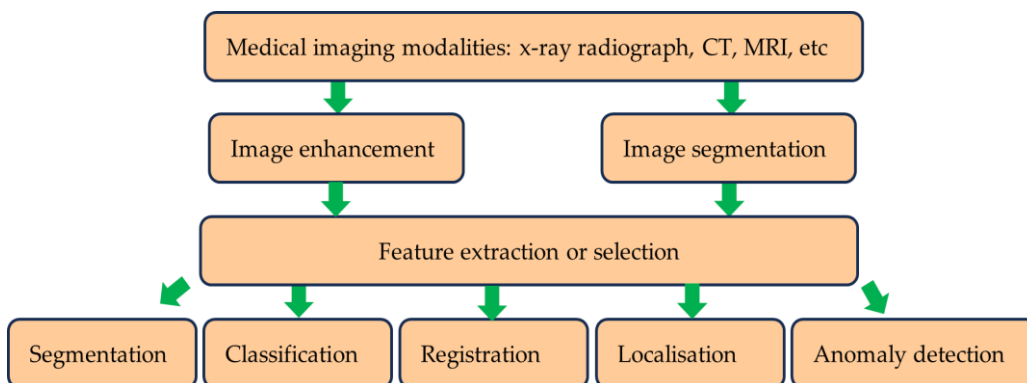 Medical imaging modalities: x-ray radiograph, CT, MRI, etc
Image enhancement
Image segmentation
Feature extraction or selection
Segmentation
Classification
Registration
Localisation
Anomaly detection